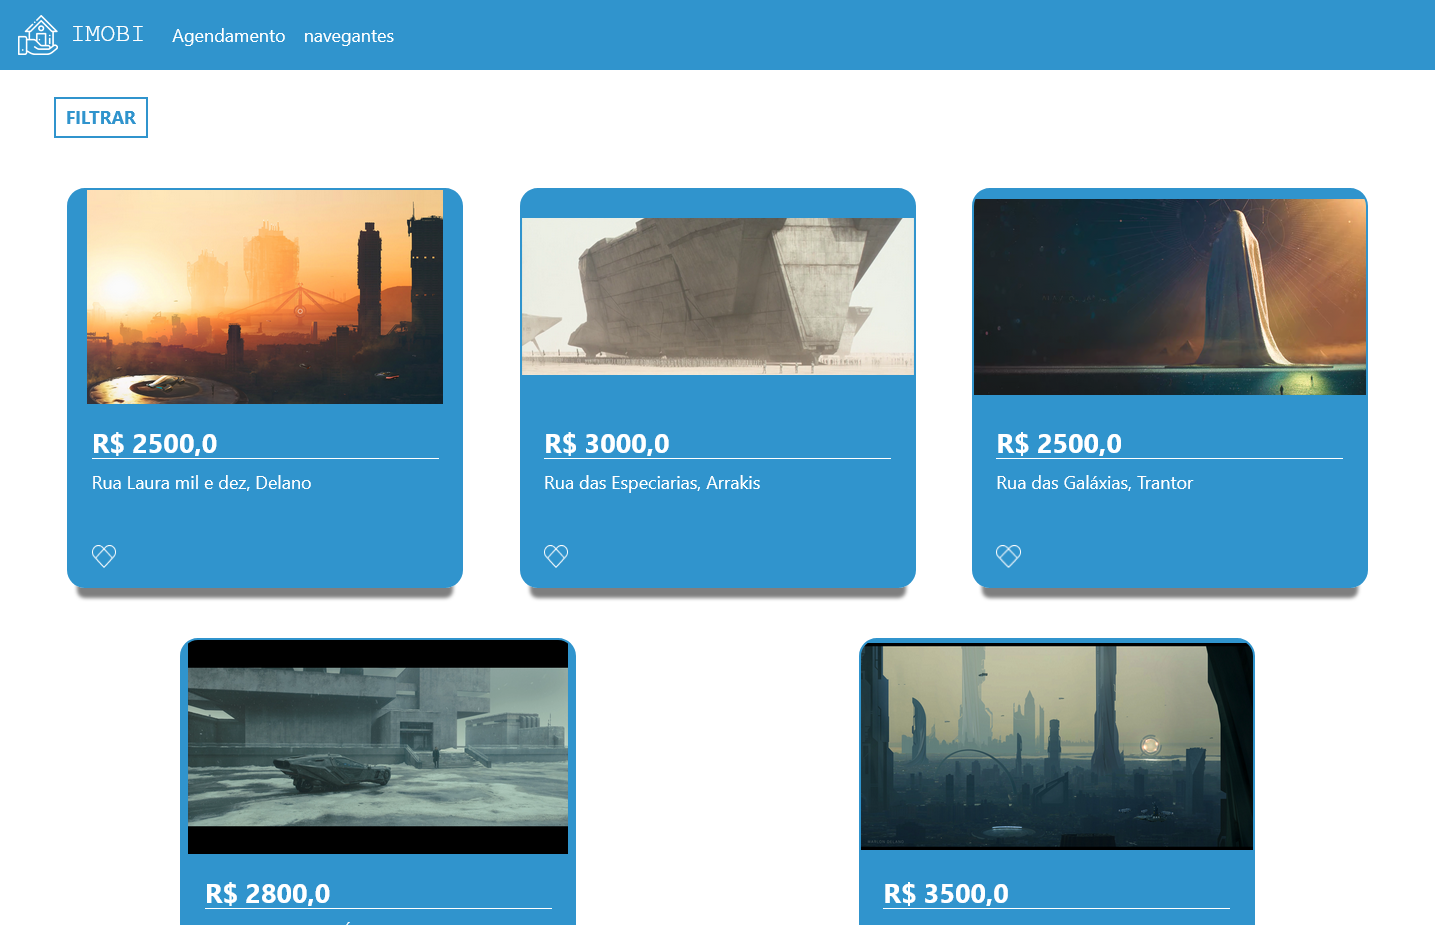 IMOBI Agendamento navegantes
FILTRAR
R$ 2500,0
Rua Laura mil e dez, Delano
R$ 3000,0
Rua das Especiarias, Arrakis
R$ 2500,0
Rua das Galáxias, Trantor
R$ 2800,0
R$ 3500,0